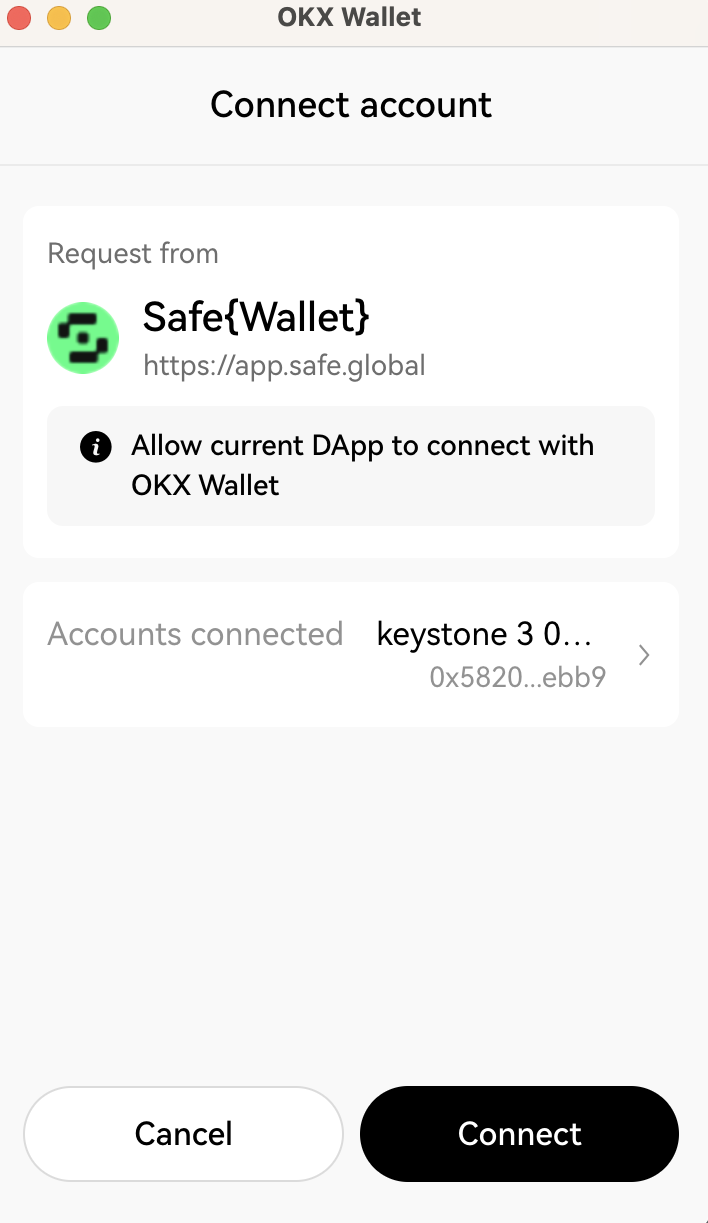 OKX Wallet
Connect account
Request from
Safe{Wallet}
https://app.safe.global
Allow current DApp to connect with
OKX Wallet
Accounts connected keystone 3 0...
0x5820...ebb9
Cancel
Connect